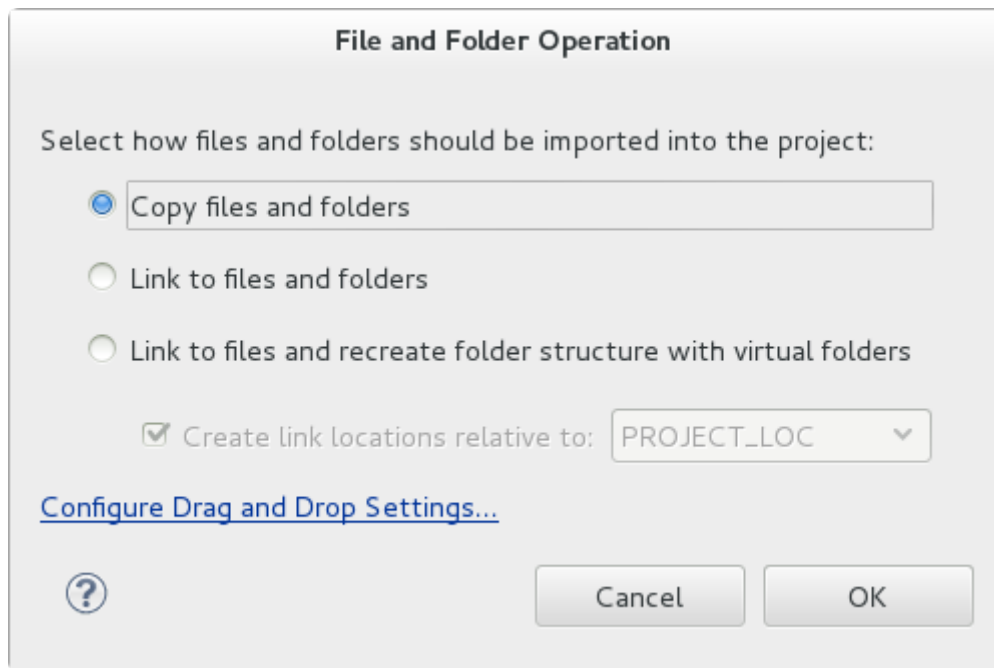 File and Folder Operation
Select how files and folders should be imported into the project:
Copy files and folders
Link to files and folders
Link to files and recreate folder structure with virtual folders
Create link locations relative to: PROJECT_LOC
Configure Drag and Drop Settings...
? Cancel OK